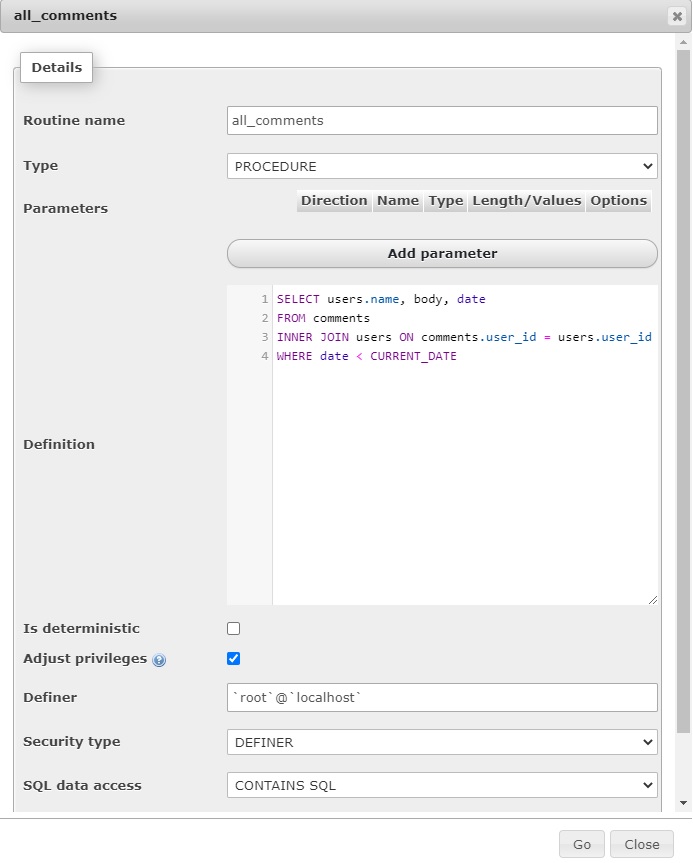 all_comments
Details
Routine name
all_comments
Type
PROCEDURE
Parameters
Direction Name Type Length/Values Options
Add parameter
Definition
1 SELECT users.name, body, date
2 FROM comments
3 INNER JOIN users ON comments.user_id = users.user_id
4 WHERE date < CURRENT_DATE
Is deterministic
Adjust privileges
Definer
`root`@`localhost`
Security type
DEFINER
SQL data access
CONTAINS SQL
Go Close